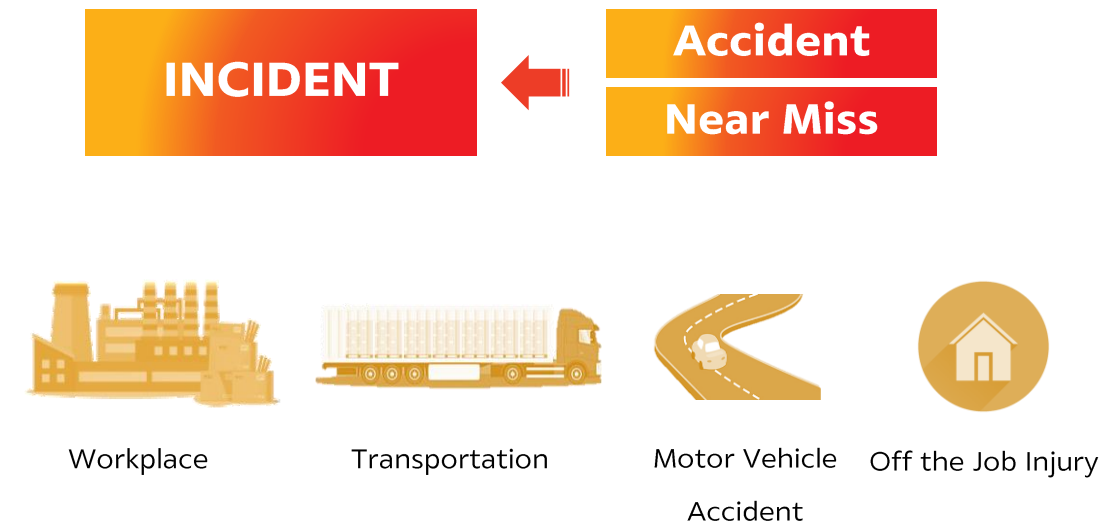 INCIDENT
Accident
Near Miss
Workplace
Transportation
Motor Vehicle
Accident
Off the Job Injury